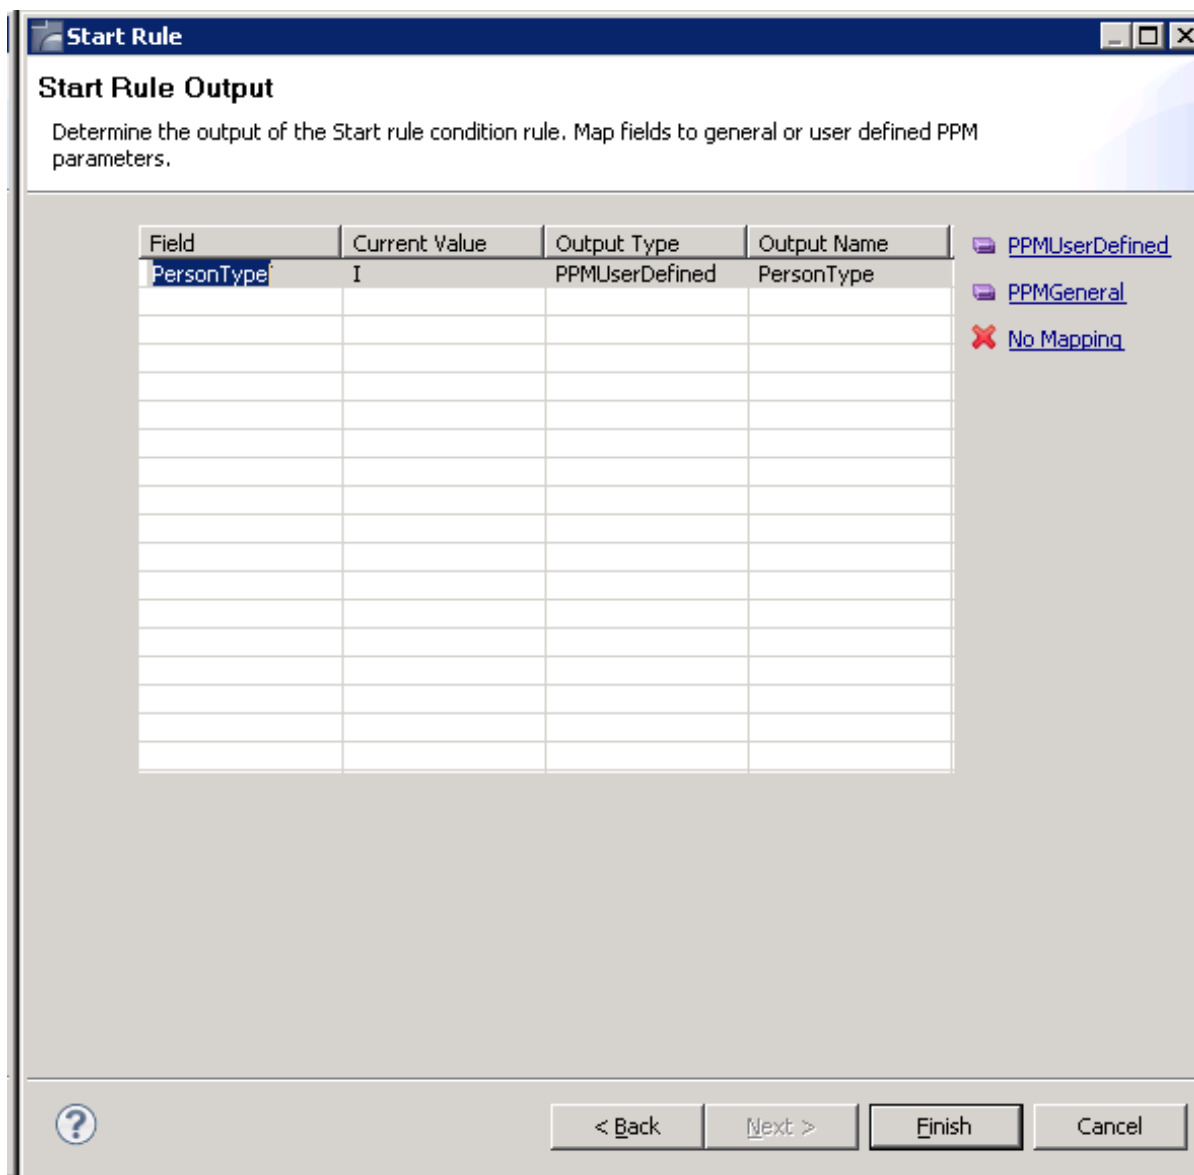 Start Rule
Start Rule Output
Determine the output of the Start rule condition rule. Map fields to general or user defined PPM
parameters.
Field Current Value Output Type Output Name
PersonType I PPMUserDefined PersonType
PPMUserDefined
PPMGeneral
No Mapping
?
< Back Next > Finish Cancel